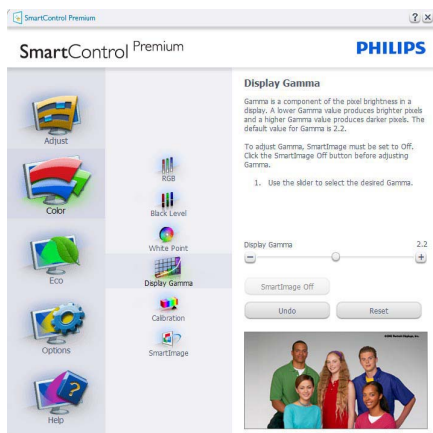 SmartControl Premium
? x
SmartControl Premium
PHILIPS
Adjust
Color
Eco
Options
Help
RGB
Black Level
White Point
Display Gamma
Calibration
SmartImage
Display Gamma
Gamma is a component of the pixel brightness in a
display. A lower Gamma value produces brighter pixels
and a higher Gamma value produces darker pixels. The
default value for Gamma is 2.2.
To adjust Gamma, SmartImage must be set to Off.
Click the SmartImage Off button before adjusting
Gamma.
1. Use the slider to select the desired Gamma.
Display Gamma 2.2
SmartImage Off
Undo Reset